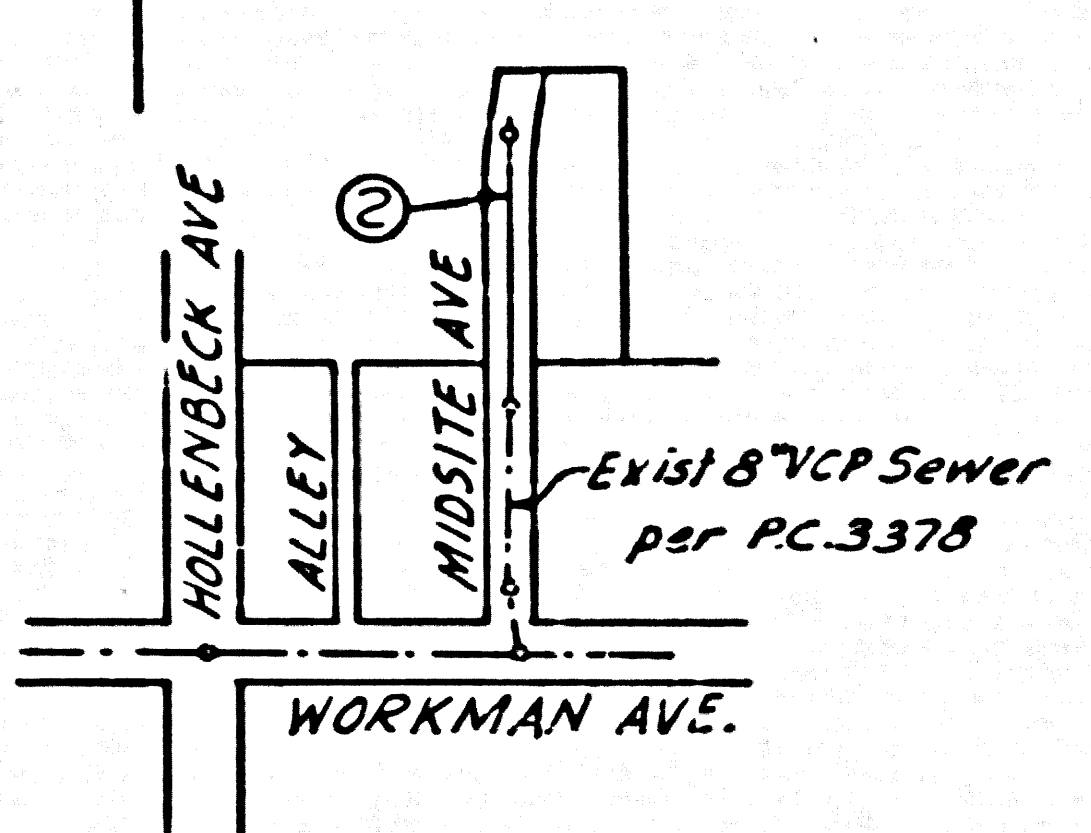 2
HOLLENBECK AVE
ALLEY
MIDSITE AVE
Exist 8" VCP Sewer
per P.C. 3378
WORKMAN AVE.